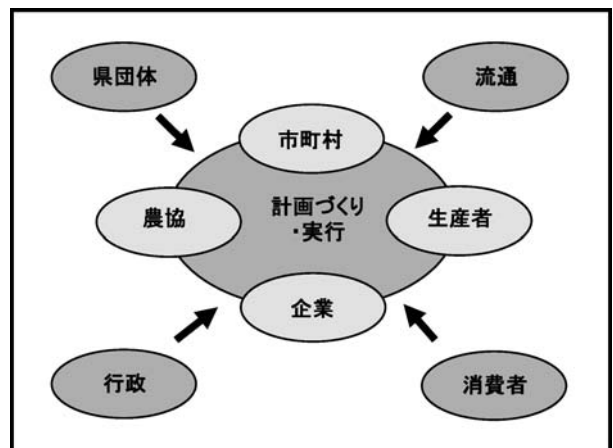 県団体
流通
市町村
農協
計画づくり
・実行
生産者
企業
行政
消費者